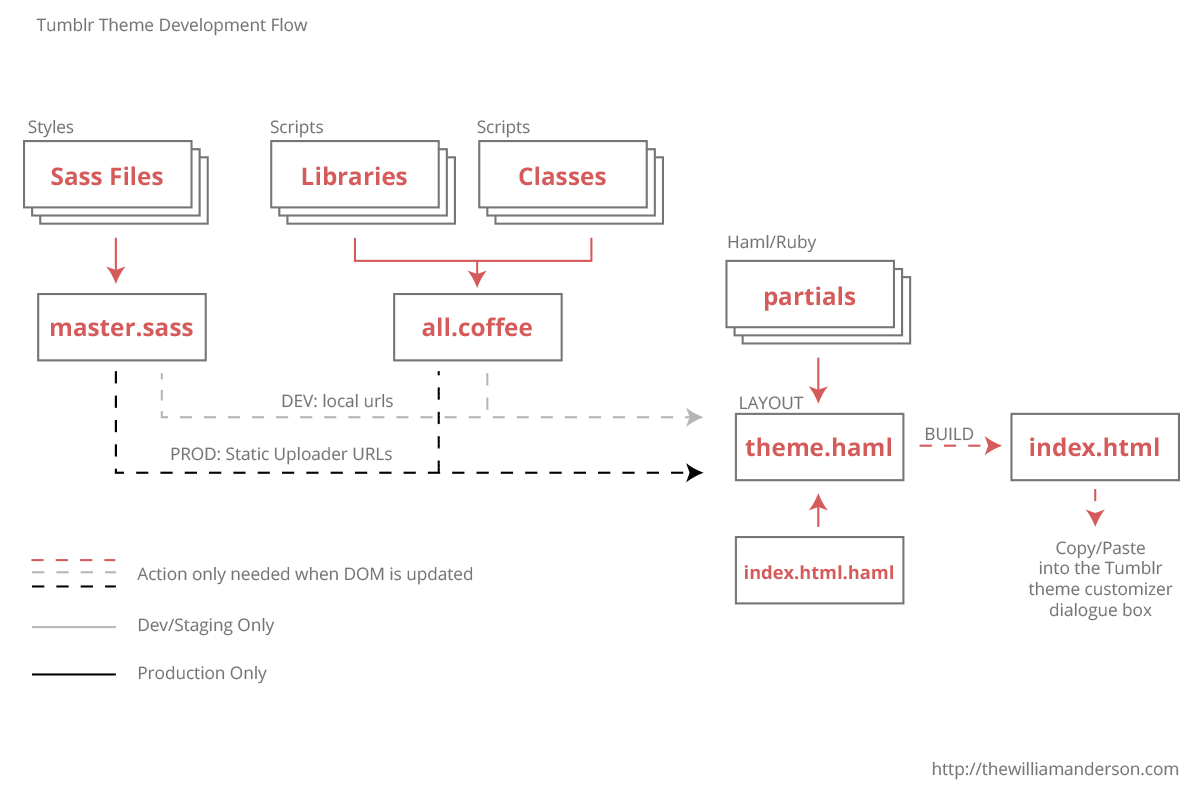 Tumblr Theme Development Flow
Styles
Sass Files
Scripts
Libraries
Scripts
Classes
master.sass
all.coffee
Haml/Ruby
partials
DEV: local urls
PROD: Static Uploader URLs
LAYOUT
theme.haml
BUILD
index.html
index.html.haml
Copy/Paste
into the Tumblr
theme customizer
dialogue box
Action only needed when DOM is updated
Dev/Staging Only
Production Only
http://thewilliamanderson.com